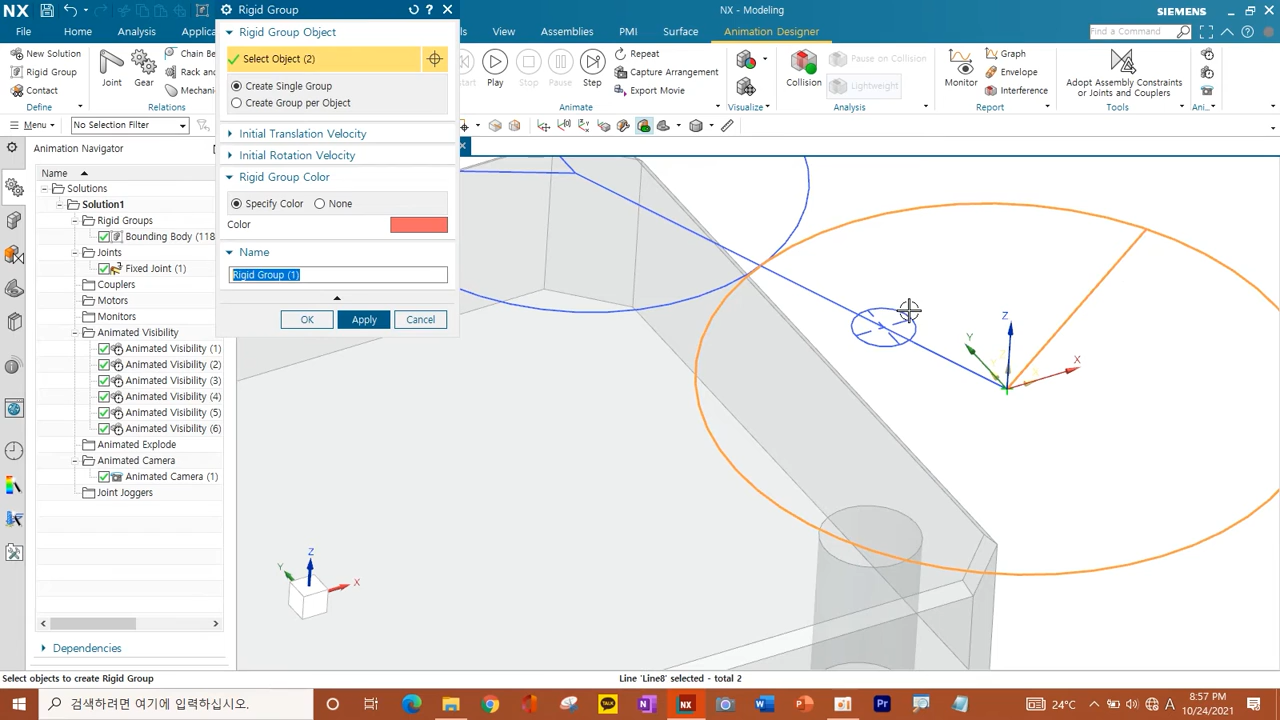 NX
NX - Modeling
SIEMENS
File
Analysis
View
Assemblies
PMI
Surface
Animation Designer
Find a Command
New Solution
Rigid Group
Contact
Define
Joint
Gears
Chain Be
Rack and
Mechani
Relations
Play
Stop
Pause
Step
Repeat
Capture Arrangement
Export Movie
Animate
Visualize
Collision
Pause on Collision
Lightweight
Analysis
Monitor
Graph
Envelope
Interference
Report
Adopt Assembly Constraints
or Joints and Couplers
Tools
Ani...
Menu
No Selection Filter
Rigid Group
Rigid Group Object
Select Object (2)
Create Single Group
Create Group per Object
Initial Translation Velocity
Initial Rotation Velocity
Rigid Group Color
Specify Color
None
Color
Name
Rigid Group (1)
OK
Apply
Cancel
Animation Navigator
Name
Solutions
Solution1
Rigid Groups
Bounding Body (118
Joints
Fixed Joint (1)
Couplers
Motors
Monitors
Animated Visibility
Animated Visibility (1)
Animated Visibility (2)
Animated Visibility (3)
Animated Visibility (4)
Animated Visibility (5)
Animated Visibility (6)
Animated Explode
Animated Camera
Animated Camera (1)
Joint Joggers
Dependencies
Z
Y
X
Z
Y
X
Select objects to create Rigid Group
Line 'Line8' selected - total 2
검색하려면 여기에 입력하십시오.
TALK
NX
Pr
24°C
A
8:57 PM
10/24/2021